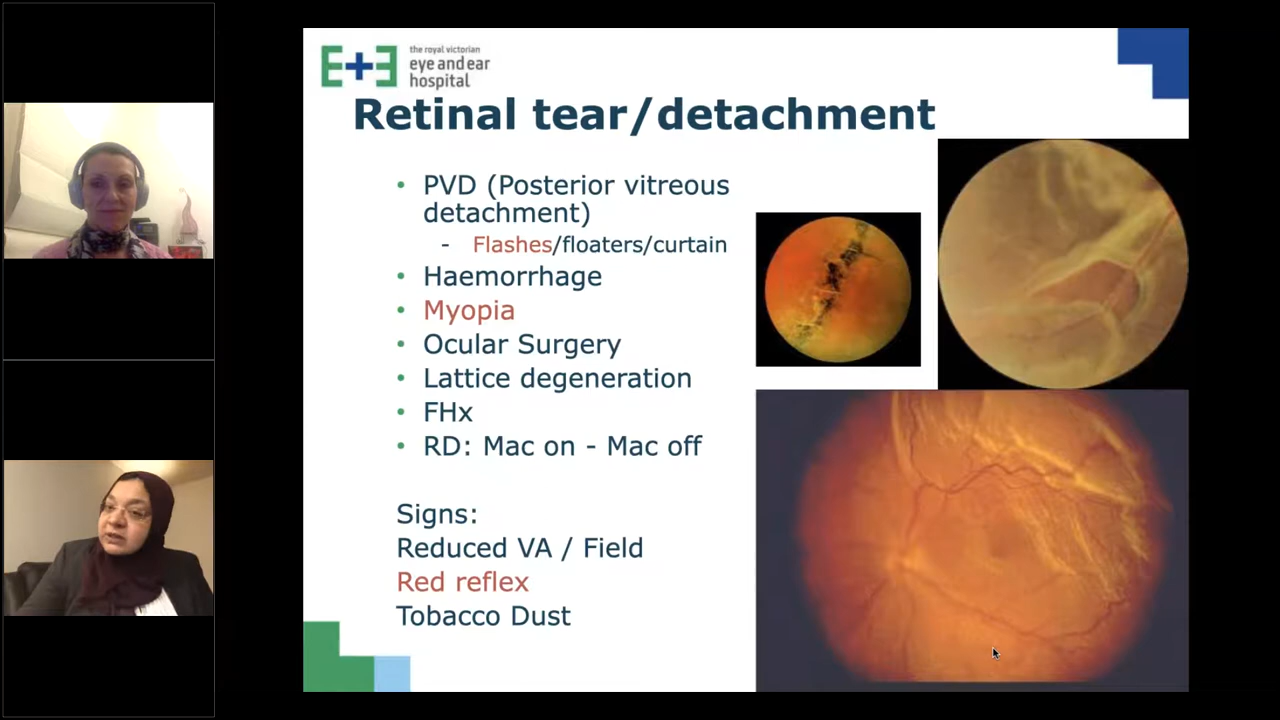 the royal victorian
eye and ear
hospital
E+E
Retinal tear/detachment
• PVD (Posterior vitreous
detachment)
- Flashes/floaters/curtain
• Haemorrhage
• Myopia
• Ocular Surgery
• Lattice degeneration
• FHx
• RD: Mac on - Mac off
Signs:
Reduced VA / Field
Red reflex
Tobacco Dust